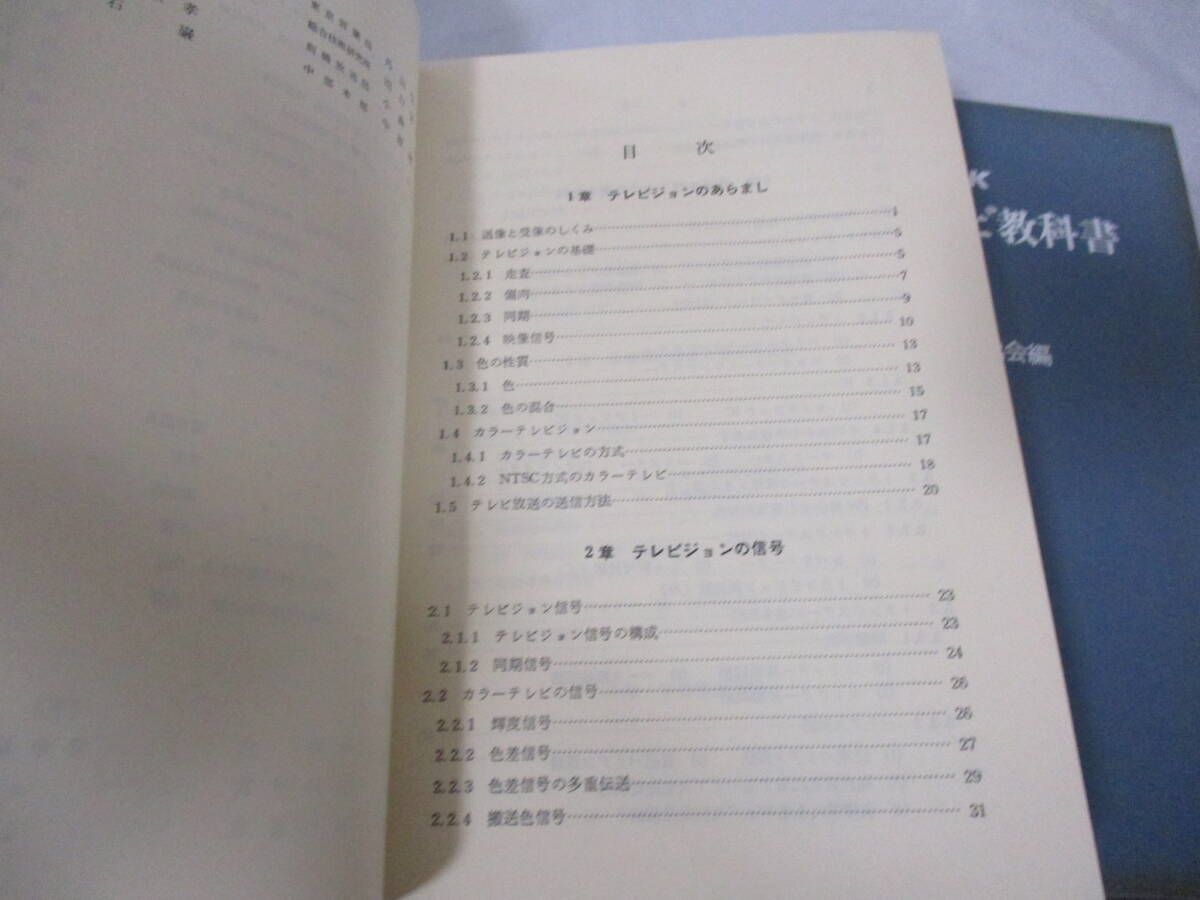 孝
石 巌
目 次
1章 テレビジョンのあらまし
1.1 送像と受像のしくみ 1
1.2 テレビジョンの基礎 5
1.2.1 走査 5
1.2.2 偏向 7
1.2.3 同期 9
1.2.4 映像信号 10
1.3 色の性質 13
1.3.1 色 13
1.3.2 色の混合 15
1.4 カラーテレビジョン 17
1.4.1 カラーテレビの方式 17
1.4.2 NTSC方式のカラーテレビ 18
1.5 テレビ放送の送信方法 20
2章 テレビジョンの信号
2.1 テレビジョン信号 23
2.1.1 テレビジョン信号の構成 23
2.1.2 同期信号 24
2.2 カラーテレビの信号 26
2.2.1 輝度信号 26
2.2.2 色差信号 27
2.2.3 色差信号の多重伝送 29
2.2.4 搬送色信号 31
K
ビ教科書
会編